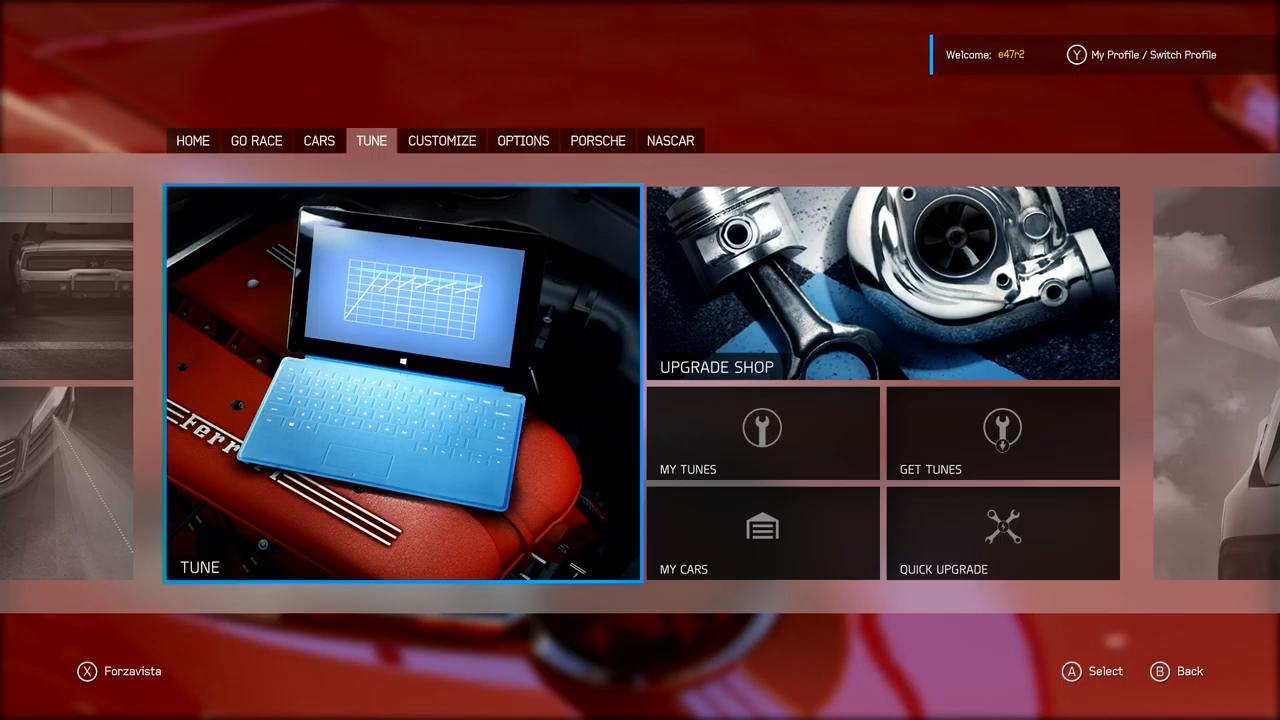 Welcome: e47r2
Y My Profile / Switch Profile
HOME GO RACE CARS TUNE CUSTOMIZE OPTIONS PORSCHE NASCAR
Ferr
TUNE
UPGRADE SHOP
MY TUNES
GET TUNES
MY CARS
QUICK UPGRADE
X Forzavista
A Select
B Back